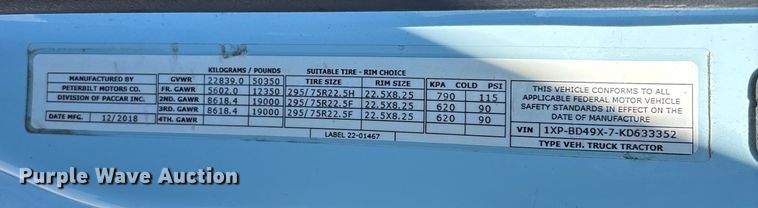 KILOGRAMS / POUNDS SUITABLE TIRE - RIM CHOICE
MANUFACTURED BY
PETERBILT MOTORS CO.
DIVISION OF PACCAR INC.
DATE MFG. 12/2018
GVWR 22839.0 50350 TIRE SIZE RIM SIZE KPA COLD PSI
FR. GAWR 5602.0 12350 295/75R22.5H 22.5X8.25 790 115
2ND. GAWR 8618.4 19000 295/75R22.5F 22.5X8.25 620 90
3RD. GAWR 8618.4 19000 295/75R22.5F 22.5X8.25 620 90
4TH. GAWR
LABEL 22-01467
THIS VEHICLE CONFORMS TO ALL
APPLICABLE FEDERAL MOTOR VEHICLE
SAFETY STANDARDS IN EFFECT ON THE
DATE OF MANUFACTURE
VIN 1XP-BD49X-7-KD633352
TYPE VEH. TRUCK TRACTOR
Purple Wave Auction